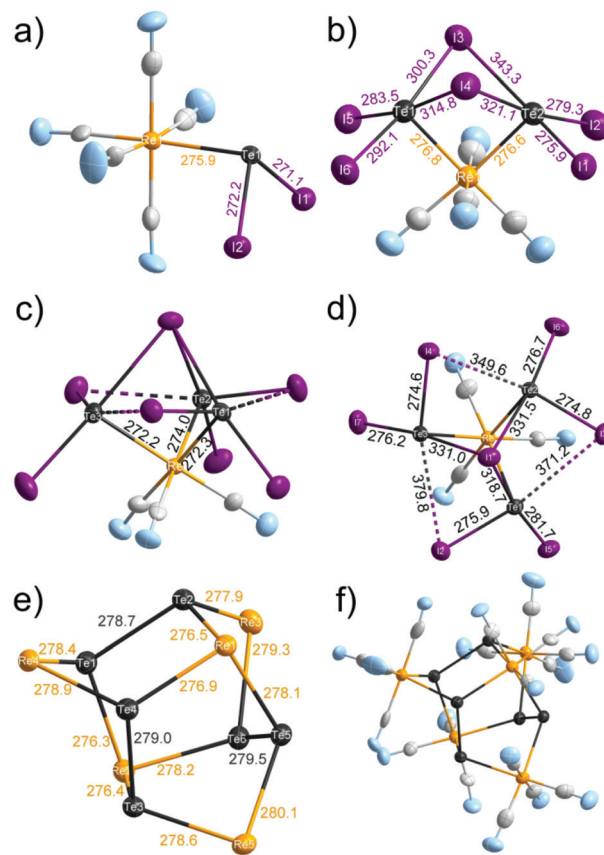 a)
Re
275.9
Te1
271.1
272.2
I1
I2
b)
I3
300.3
343.3
I4
283.5
Te1
314.8
321.1
Te2
279.3
I5
I2
292.1
275.9
I6
276.8
276.6
I1
Re
c)
Te2
Te3
Te1
272.2
274.0
272.3
Re
d)
I6
I4
349.6
276.7
274.6
Te2
274.8
I7
331.5
276.2
Te3
331.0
I1
371.2
379.8
318.7
275.9
Te1
281.7
I2
I5
e)
Te2
277.9
Re3
278.7
276.5
Re1
279.3
278.4
Re4
Te1
278.9
276.9
278.1
Te4
279.0
Te6
Te5
276.3
278.2
279.5
276.4
Te3
280.1
278.6
Re5
f)